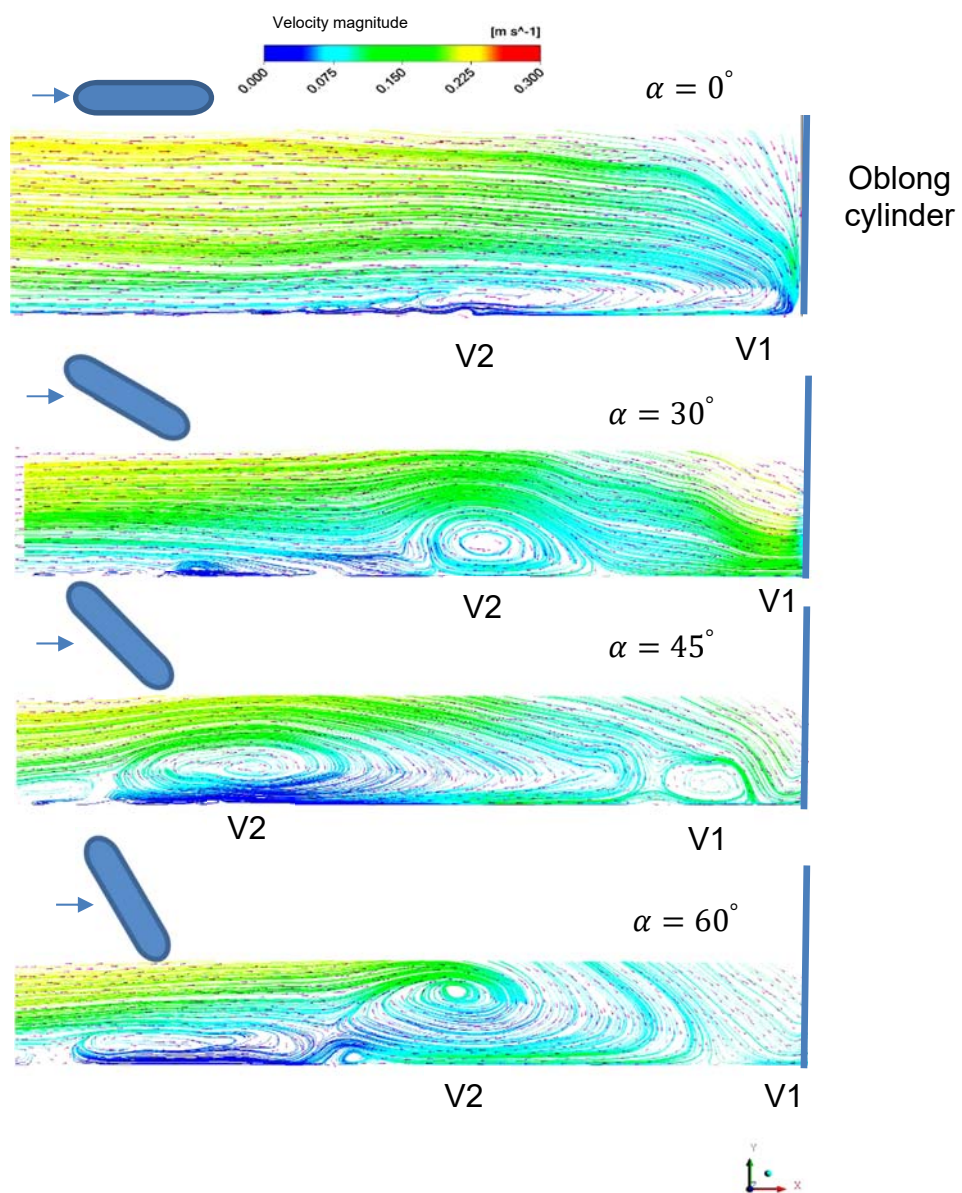 Velocity magnitude
[m s^-1]
0.000
0.075
0.150
0.225
0.300
α = 0°
Oblong
cylinder
V2
V1
α = 30°
V2
V1
α = 45°
V2
V1
α = 60°
V2
V1
Y
Z
X